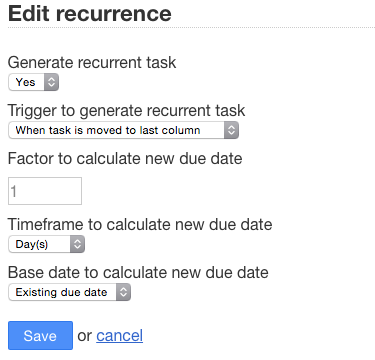 Edit recurrence
Generate recurrent task
Yes
Trigger to generate recurrent task
When task is moved to last column
Factor to calculate new due date
1
Timeframe to calculate new due date
Day(s)
Base date to calculate new due date
Existing due date
Save or cancel